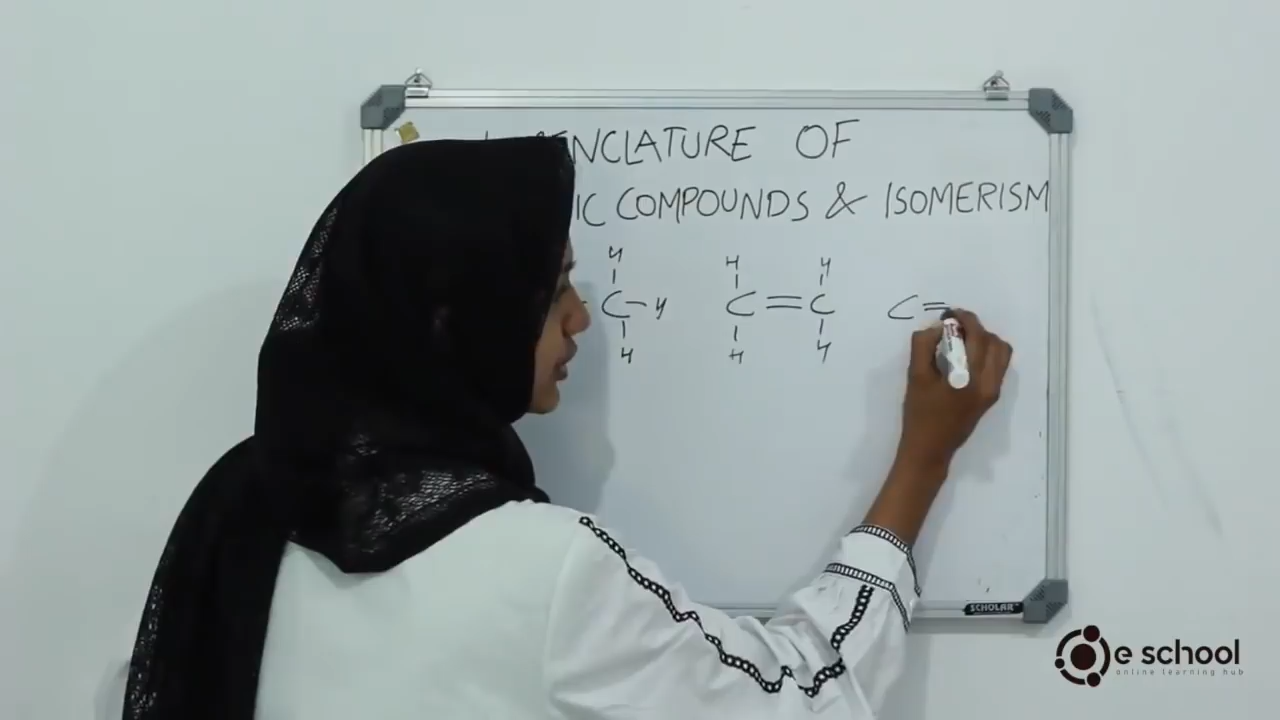 NCLATURE OF
IC COMPOUNDS & ISOMERISM
H H H
C – H C = C C =
H H H
SCHOLAR
e school
online learning hub